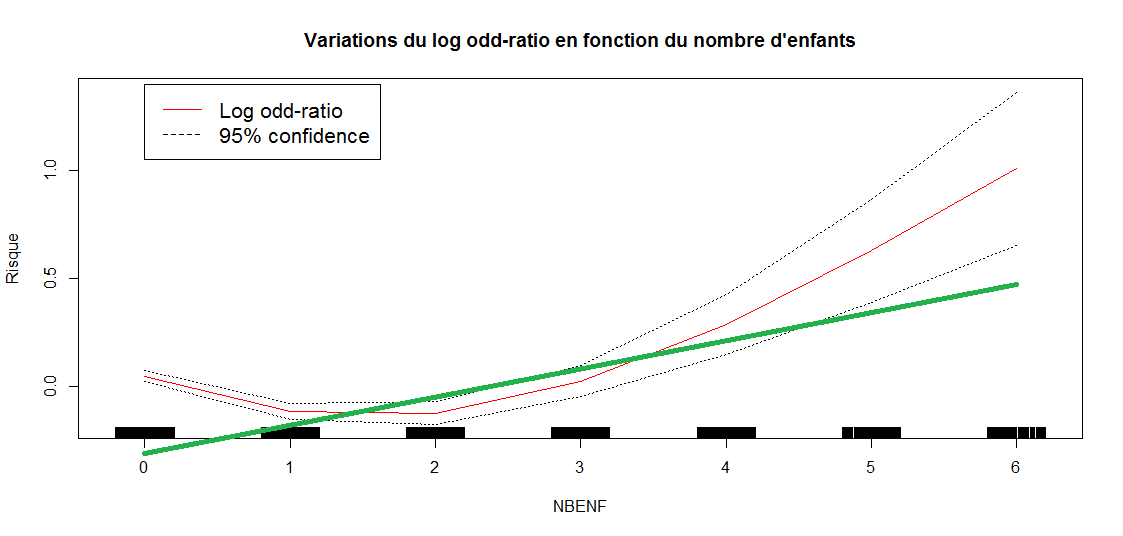 Variations du log odd-ratio en fonction du nombre d'enfants
Log odd-ratio
95% confidence
Risque
1.0
0.5
0.0
0 1 2 3 4 5 6
NBENF